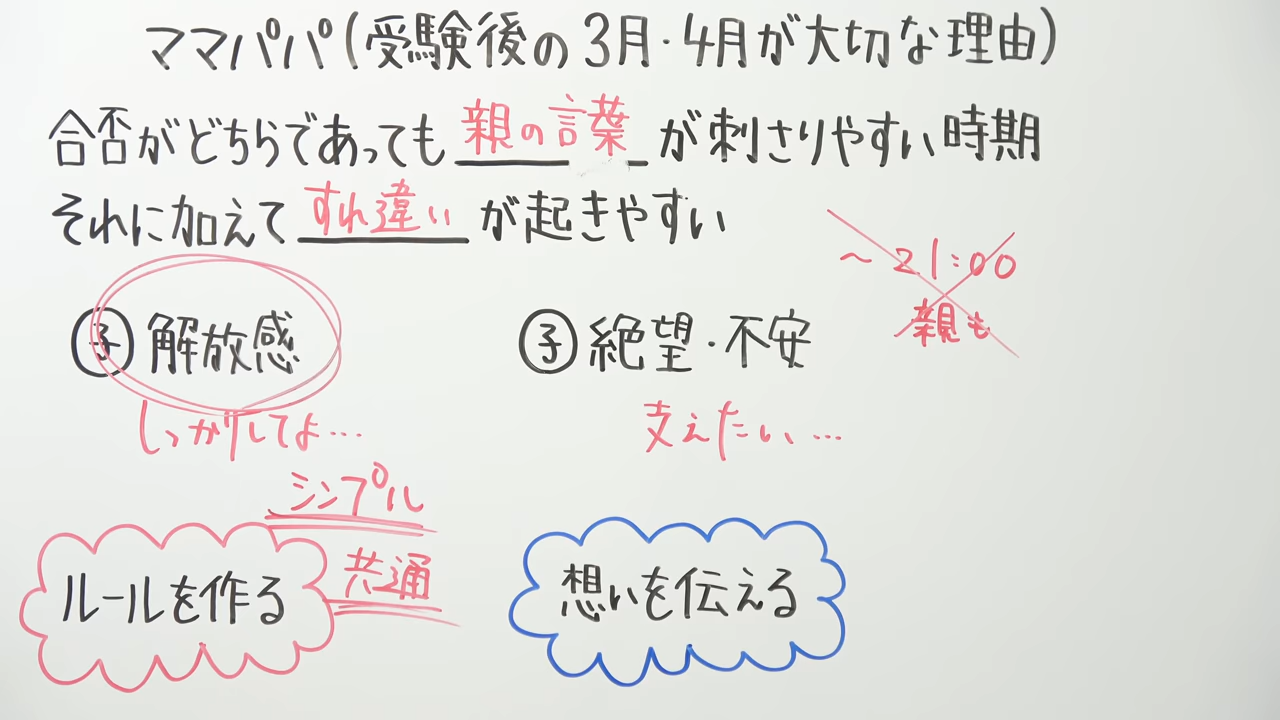 ママパパ(受験後の3月・4月が大切な理由)
合否がどちらであっても 親の言葉 が刺さりやすい時期
それに加えて すれ違い が起きやすい
～21:00
親も
子 解放感
子 絶望・不安
しっかりしてよ…
支えたい、…
シンプル
共通
ルールを作る
想いを伝える